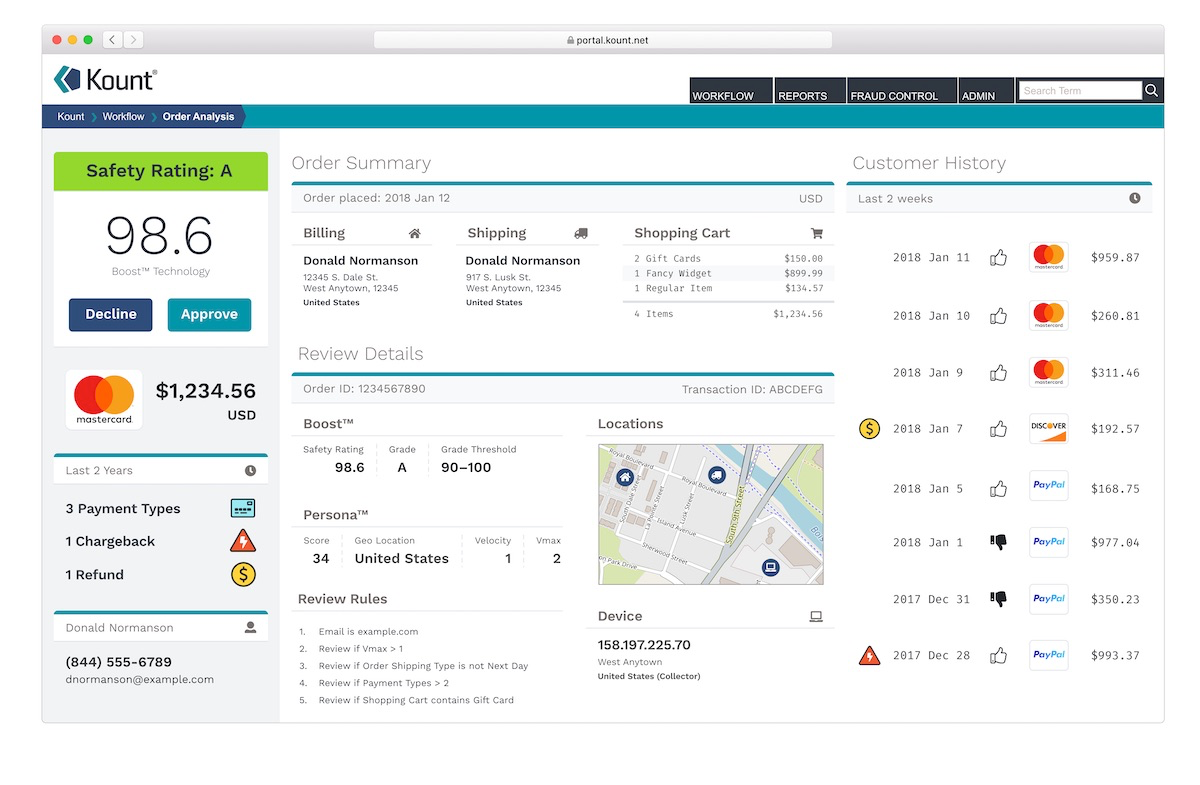 portal.kount.net
Kount®
WORKFLOW
REPORTS
FRAUD CONTROL
ADMIN
Search Term
Kount
Workflow
Order Analysis
Safety Rating: A
98.6
Boost™ Technology
Decline
Approve
mastercard.
$1,234.56
USD
Last 2 Years
3 Payment Types
1 Chargeback
1 Refund
$
Donald Normanson
(844) 555-6789
dnormanson@example.com
Order Summary
Order placed: 2018 Jan 12 USD
Billing
Donald Normanson
12345 S. Dale St.
West Anytown, 12345
United States
Shipping
Donald Normanson
917 S. Lusk St.
West Anytown, 12345
United States
Shopping Cart
2 Gift Cards $150.00
1 Fancy Widget $899.99
1 Regular Item $134.57
4 Items $1,234.56
Review Details
Order ID: 1234567890 Transaction ID: ABCDEFG
Boost™
Safety Rating Grade Grade Threshold
98.6 A 90–100
Persona™
Score Geo Location Velocity Vmax
34 United States 1 2
Review Rules
1. Email is example.com
2. Review if Vmax > 1
3. Review if Order Shipping Type is not Next Day
4. Review if Payment Types > 2
5. Review if Shopping Cart contains Gift Card
Locations
Royal Boulevard
Royal Boulevard
South Dale Street
La Pointe Street
Lusk Street
Island Avenue
South 9th Street
Sherwood Street
on Park Drive
Device
158.197.225.70
West Anytown
United States (Collector)
Customer History
Last 2 weeks
2018 Jan 11 mastercard $959.87
2018 Jan 10 mastercard $260.81
2018 Jan 9 mastercard $311.46
$ 2018 Jan 7 DISCOVER $192.57
2018 Jan 5 PayPal $168.75
2018 Jan 1 PayPal $977.04
2017 Dec 31 PayPal $350.23
2017 Dec 28 PayPal $993.37